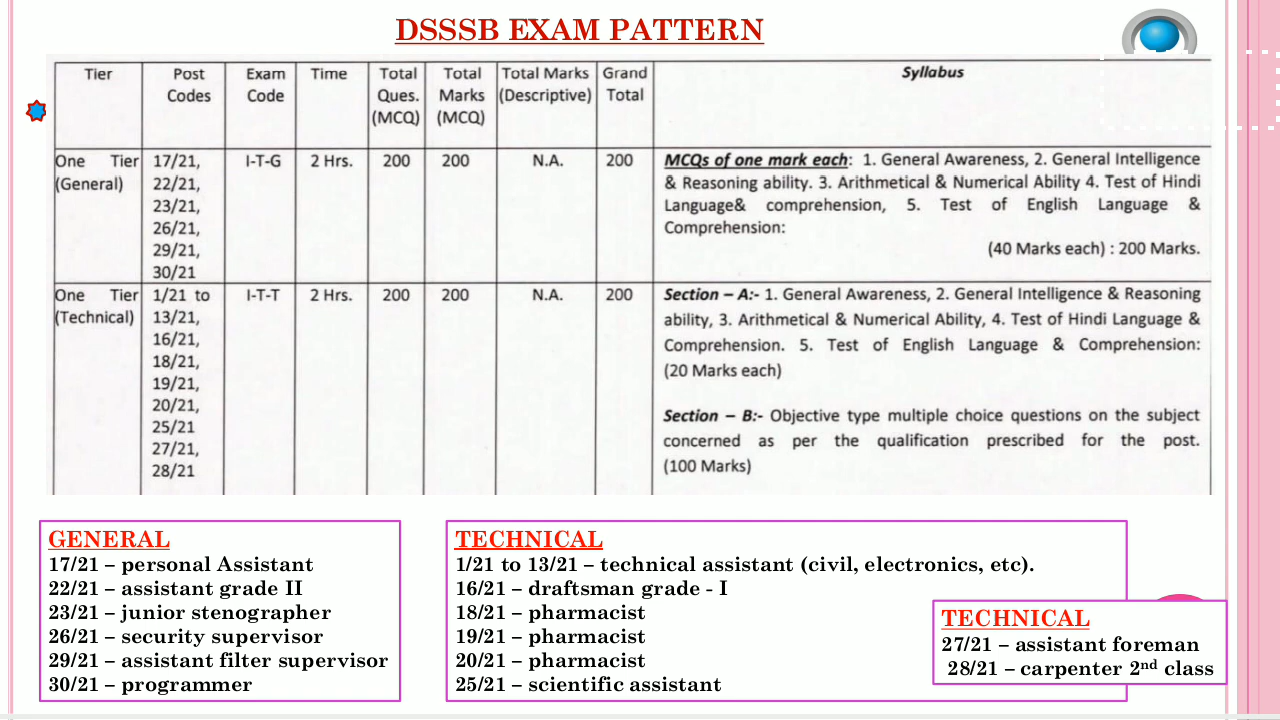 DSSSB EXAM PATTERN
Tier
Post
Codes
Exam
Code
Time
Total
Ques.
(MCQ)
Total
Marks
(MCQ)
Total Marks
(Descriptive)
Grand
Total
Syllabus
One Tier
(General)
17/21,
22/21,
23/21,
26/21,
29/21,
30/21
I-T-G
2 Hrs.
200
200
N.A.
200
MCQs of one mark each: 1. General Awareness, 2. General Intelligence
& Reasoning ability. 3. Arithmetical & Numerical Ability 4. Test of Hindi
Language& comprehension, 5. Test of English Language &
Comprehension:
(40 Marks each) : 200 Marks.
One Tier
(Technical)
1/21 to
13/21,
16/21,
18/21,
19/21,
20/21,
25/21
27/21,
28/21
I-T-T
2 Hrs.
200
200
N.A.
200
Section – A:- 1. General Awareness, 2. General Intelligence & Reasoning
ability, 3. Arithmetical & Numerical Ability, 4. Test of Hindi Language &
Comprehension. 5. Test of English Language & Comprehension:
(20 Marks each)
Section – B:- Objective type multiple choice questions on the subject
concerned as per the qualification prescribed for the post.
(100 Marks)
GENERAL
17/21 – personal Assistant
22/21 – assistant grade II
23/21 – junior stenographer
26/21 – security supervisor
29/21 – assistant filter supervisor
30/21 – programmer
TECHNICAL
1/21 to 13/21 – technical assistant (civil, electronics, etc).
16/21 – draftsman grade - I
18/21 – pharmacist
19/21 – pharmacist
20/21 – pharmacist
25/21 – scientific assistant
TECHNICAL
27/21 – assistant foreman
28/21 – carpenter 2nd class